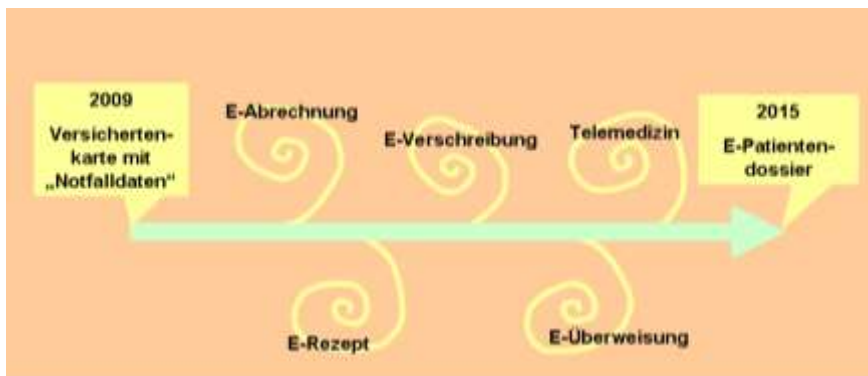 2009
Versicherten-
karte mit
„Notfalldaten“
E-Abrechnung
E-Verschreibung
Telemedizin
2015
E-Patienten-
dossier
E-Rezept
E-Überweisung